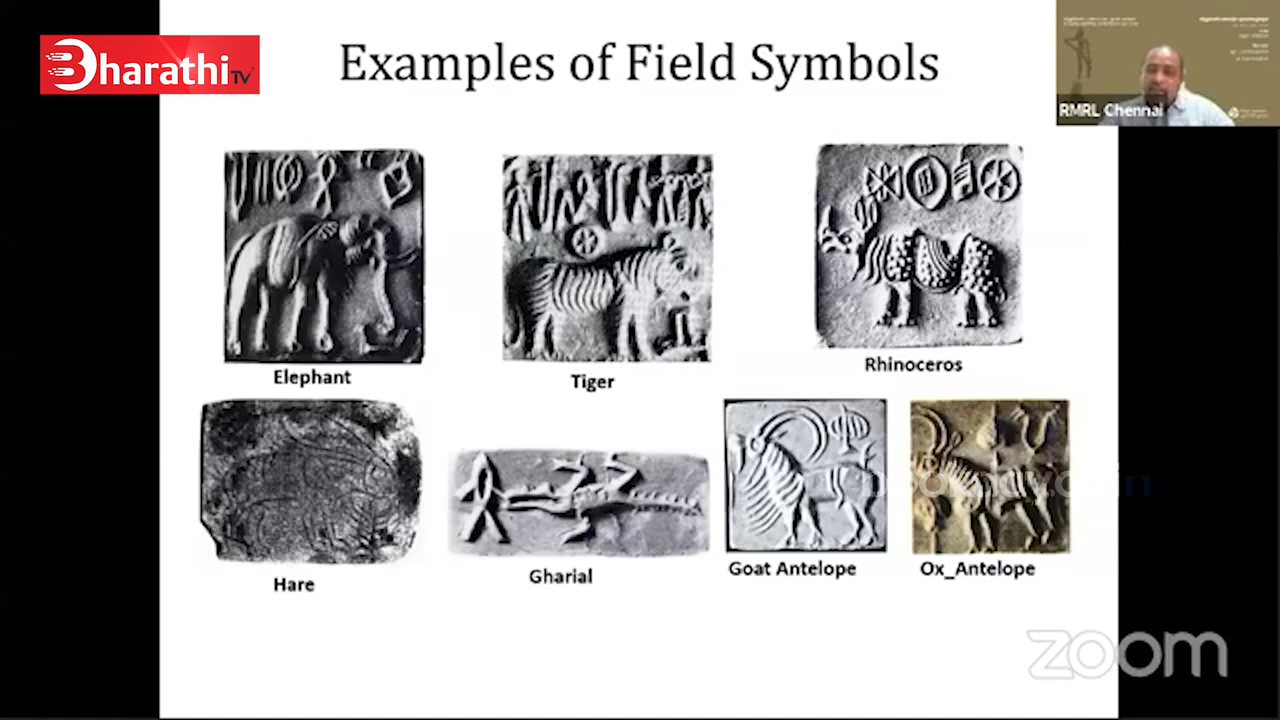 Bharathi TV
Examples of Field Symbols
RMRL Chennai
Elephant
Tiger
Rhinoceros
Hare
Gharial
Goat Antelope
Ox_Antelope
zoom